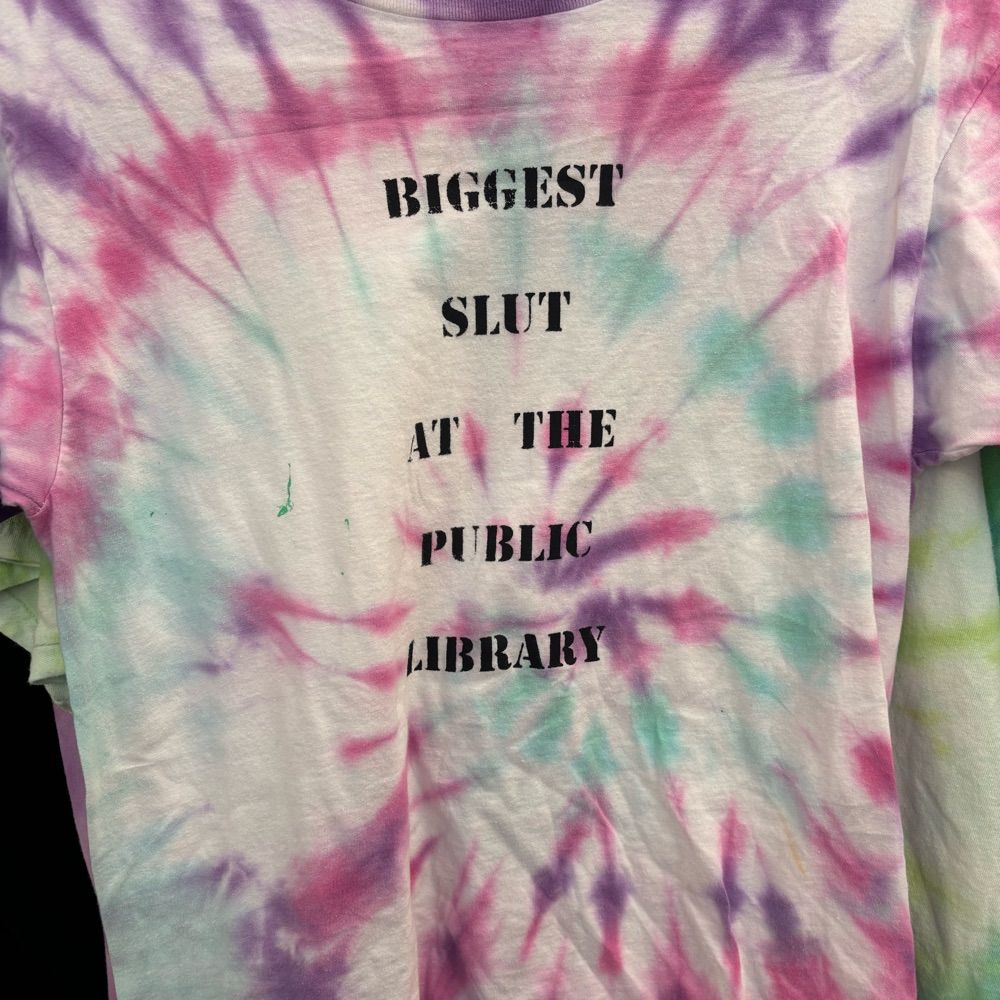 BIGGEST
SLUT
AT THE
PUBLIC
LIBRARY